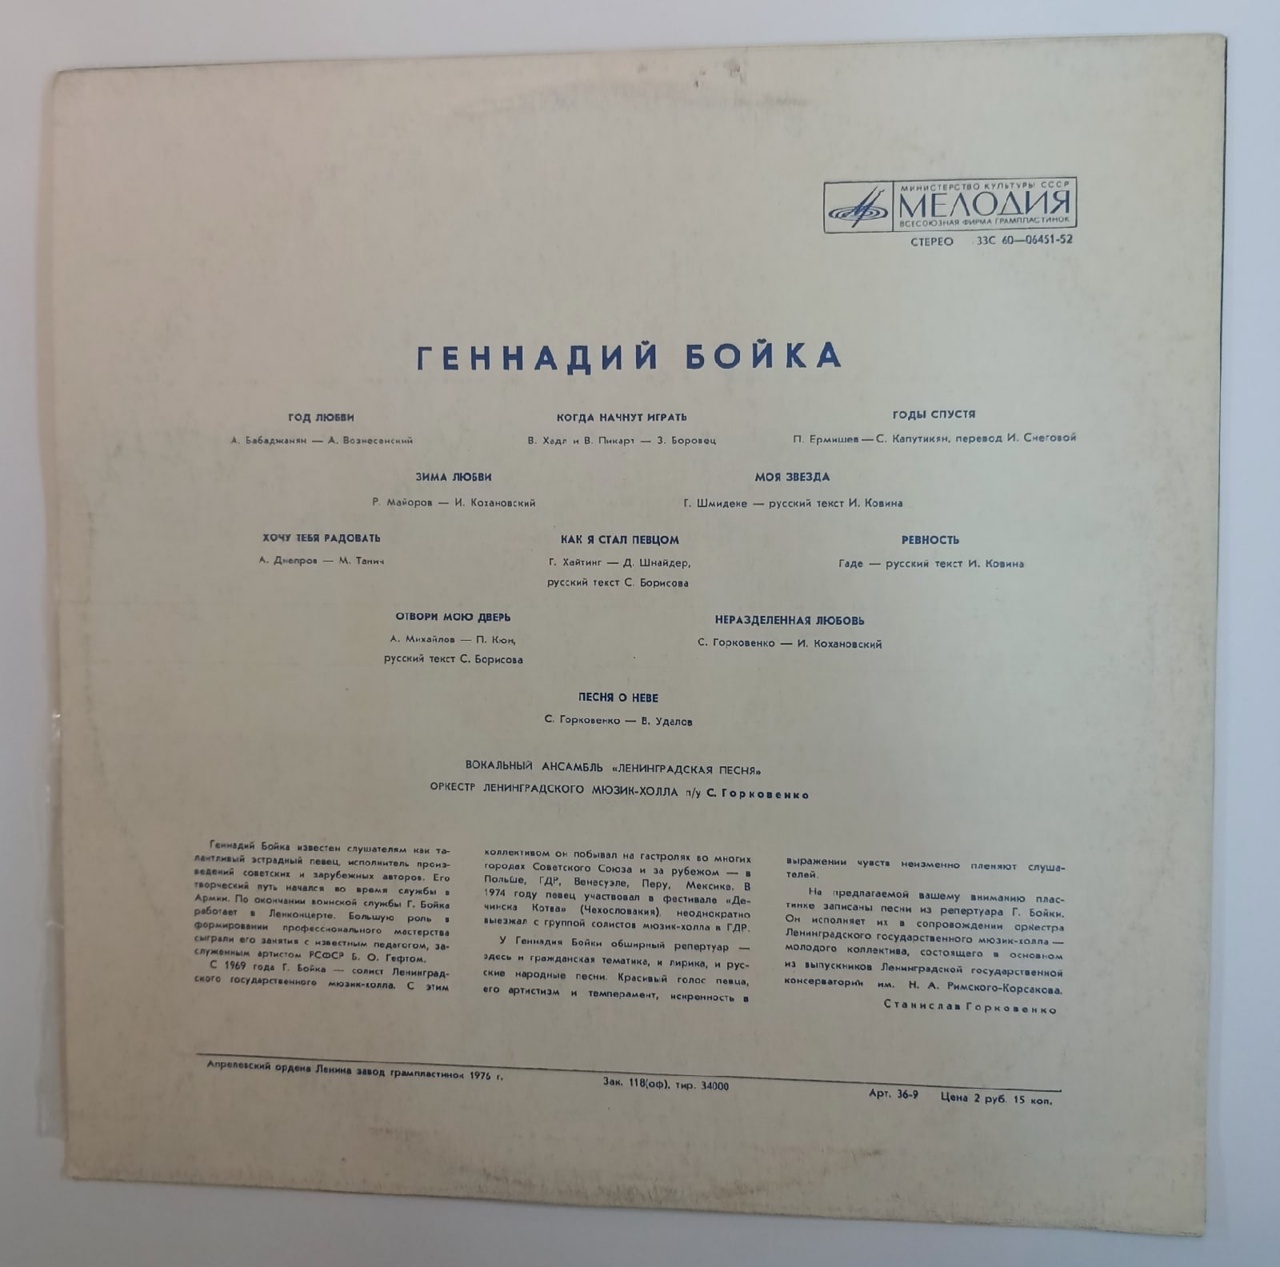 МИНИСТЕРСТВО КУЛЬТУРЫ СССР
МЕЛОДИЯ
ВСЕСОЮЗНАЯ ФИРМА ГРАМПЛАСТИНОК
СТЕРЕО 33С 60—06451-52
ГЕННАДИЙ БОЙКА
ГОД ЛЮБВИ
А. Бабаджанян — А. Вознесенский
КОГДА НАЧНУТ ИГРАТЬ
В. Хадл и В. Пикарт — З. Боровец
ГОДЫ СПУСТЯ
П. Ермишев — С. Капутикян, перевод И. Снеговой
ЗИМА ЛЮБВИ
Р. Майоров — И. Кохановский
МОЯ ЗВЕЗДА
Г. Шмидеке — русский текст И. Ковина
ХОЧУ ТЕБЯ РАДОВАТЬ
А. Днепров — М. Танич
КАК Я СТАЛ ПЕВЦОМ
Г. Хайтинг — Д. Шнайдер,
русский текст С. Борисова
РЕВНОСТЬ
Гаде — русский текст И. Ковина
ОТВОРИ МОЮ ДВЕРЬ
А. Михайлов — П. Кюн,
русский текст С. Борисова
НЕРАЗДЕЛЕННАЯ ЛЮБОВЬ
С. Горковенко — И. Кохановский
ПЕСНЯ О НЕВЕ
С. Горковенко — В. Удалов
ВОКАЛЬНЫЙ АНСАМБЛЬ «ЛЕНИНГРАДСКАЯ ПЕСНЯ»
ОРКЕСТР ЛЕНИНГРАДСКОГО МЮЗИК-ХОЛЛА п/у С. Горковенко
Геннадий Бойка известен слушателям как та-
лантливый эстрадный певец, исполнитель произ-
ведений советских и зарубежных авторов. Его
творческий путь начался во время службы в
Армии. По окончании воинской службы Г. Бойка
работает в Ленконцерте. Большую роль в
формировании профессионального мастерства
сыграли его занятия с известным педагогом, за-
служенным артистом РСФСР Б. О. Гефтом.
С 1969 года Г. Бойка — солист Ленинград-
ского государственного мюзик-холла. С этим
коллективом он побывал на гастролях во многих
городах Советского Союза и за рубежом — в
Польше, ГДР, Венесуэле, Перу, Мексике. В
1974 году певец участвовал в фестивале «Де-
чинска Котва» (Чехословакия), неоднократно
выезжал с группой солистов мюзик-холла в ГДР.
У Геннадия Бойки обширный репертуар —
здесь и гражданская тематика, и лирика, и рус-
ские народные песни. Красивый голос певца,
его артистизм и темперамент, искренность в
выражении чувств неизменно пленяют слуша-
телей.
На предлагаемой вашему вниманию плас-
тинке записаны песни из репертуара Г. Бойки.
Он исполняет их в сопровождении оркестра
Ленинградского государственного мюзик-холла —
молодого коллектива, состоящего в основном
из выпускников Ленинградской государственной
консерватории им. Н. А. Римского-Корсакова.
Станислав Горковенко
Апрелевский ордена Ленина завод грампластинок 1976 г.
Зак. 118(оф), тир. 34000
Арт. 36-9 Цена 2 руб. 15 коп.